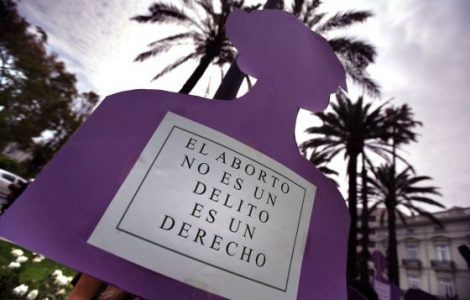 EL ABORTO
NO ES UN
DELITO
ES UN
DERECHO